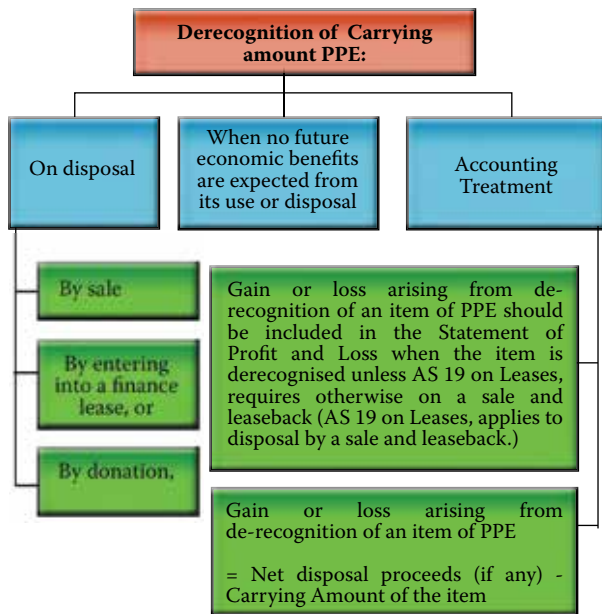 Derecognition of Carrying
amount PPE:
On disposal
When no future
economic benefits
are expected from
its use or disposal
Accounting
Treatment
By sale
By entering
into a finance
lease, or
By donation,
Gain or loss arising from de-
recognition of an item of PPE should
be included in the Statement of
Profit and Loss when the item is
derecognised unless AS 19 on Leases,
requires otherwise on a sale and
leaseback (AS 19 on Leases, applies to
disposal by a sale and leaseback.)
Gain or loss arising from
de-recognition of an item of PPE
= Net disposal proceeds (if any) -
Carrying Amount of the item